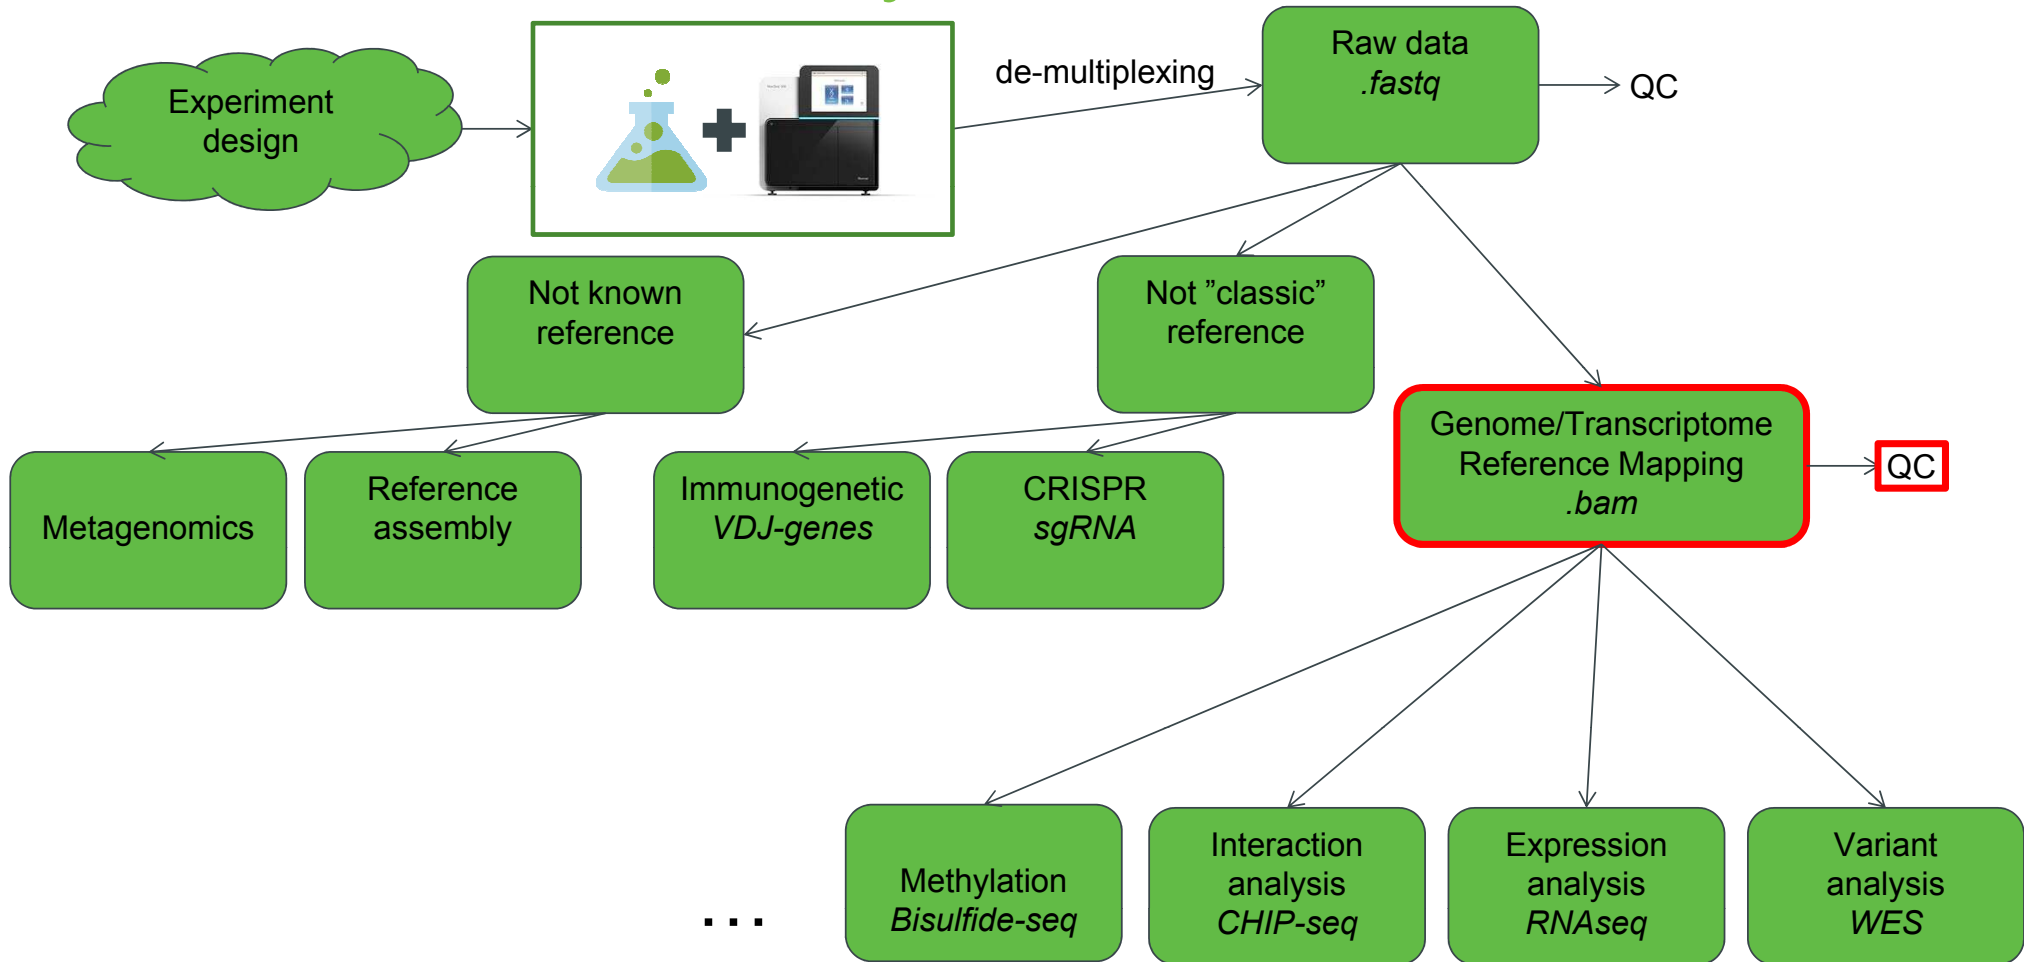 Experiment
design
de-multiplexing
Raw data
.fastq
QC
Not known
reference
Not ”classic”
reference
Genome/Transcriptome
Reference Mapping
.bam
QC
Metagenomics
Reference
assembly
Immunogenetic
VDJ-genes
CRISPR
sgRNA
...
Methylation
Bisulfide-seq
Interaction
analysis
CHIP-seq
Expression
analysis
RNAseq
Variant
analysis
WES